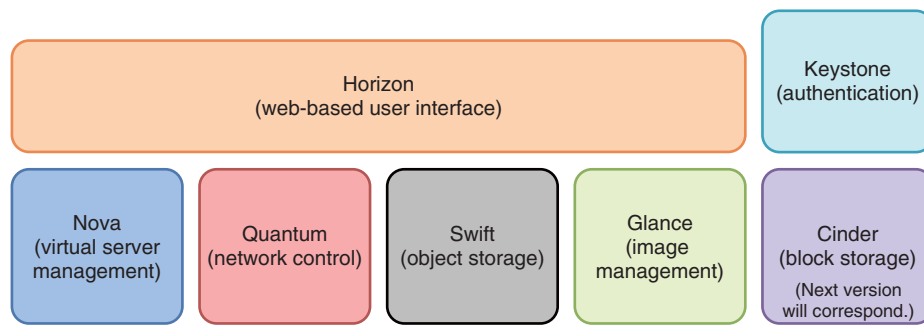 Horizon
(web-based user interface)
Keystone
(authentication)
Nova
(virtual server
management)
Quantum
(network control)
Swift
(object storage)
Glance
(image
management)
Cinder
(block storage)
(Next version
will correspond.)